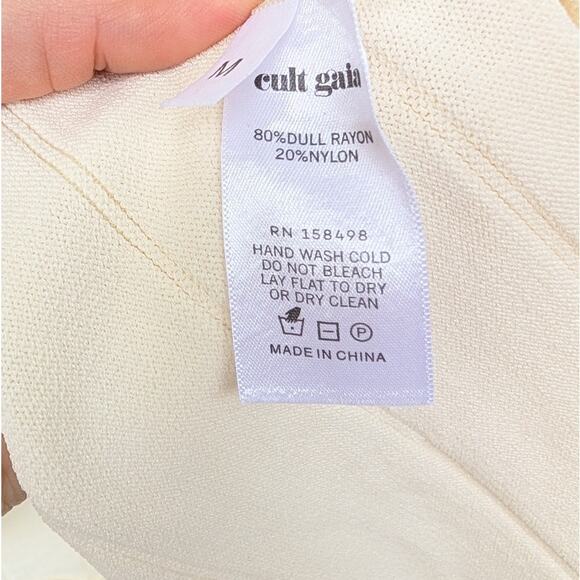 M
cult gaia
80%DULL RAYON
20%NYLON
RN 158498
HAND WASH COLD
DO NOT BLEACH
LAY FLAT TO DRY
OR DRY CLEAN
P
MADE IN CHINA